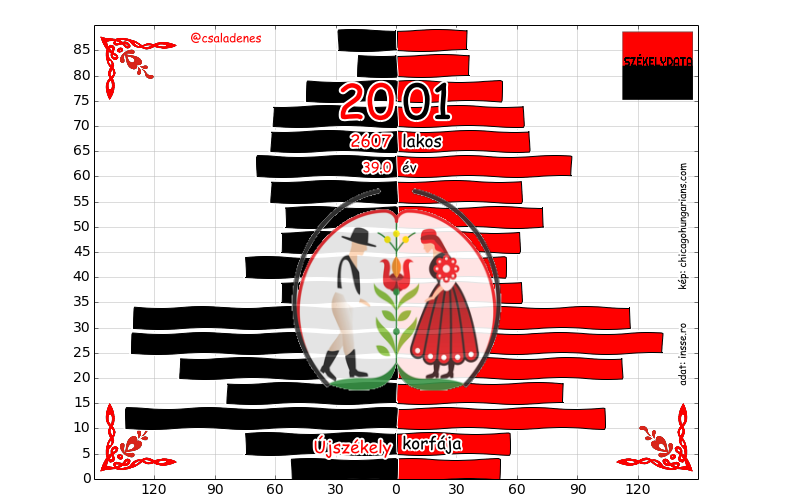 @csaladenes
SZÉKELYDATA
2001
2607 lakos
39.0 év
kép: chicagohungarians.com
adat: insse.ro
Újszékely korfája
85
80
75
70
65
60
55
50
45
40
35
30
25
20
15
10
5
0
120 90 60 30 0 30 60 90 120